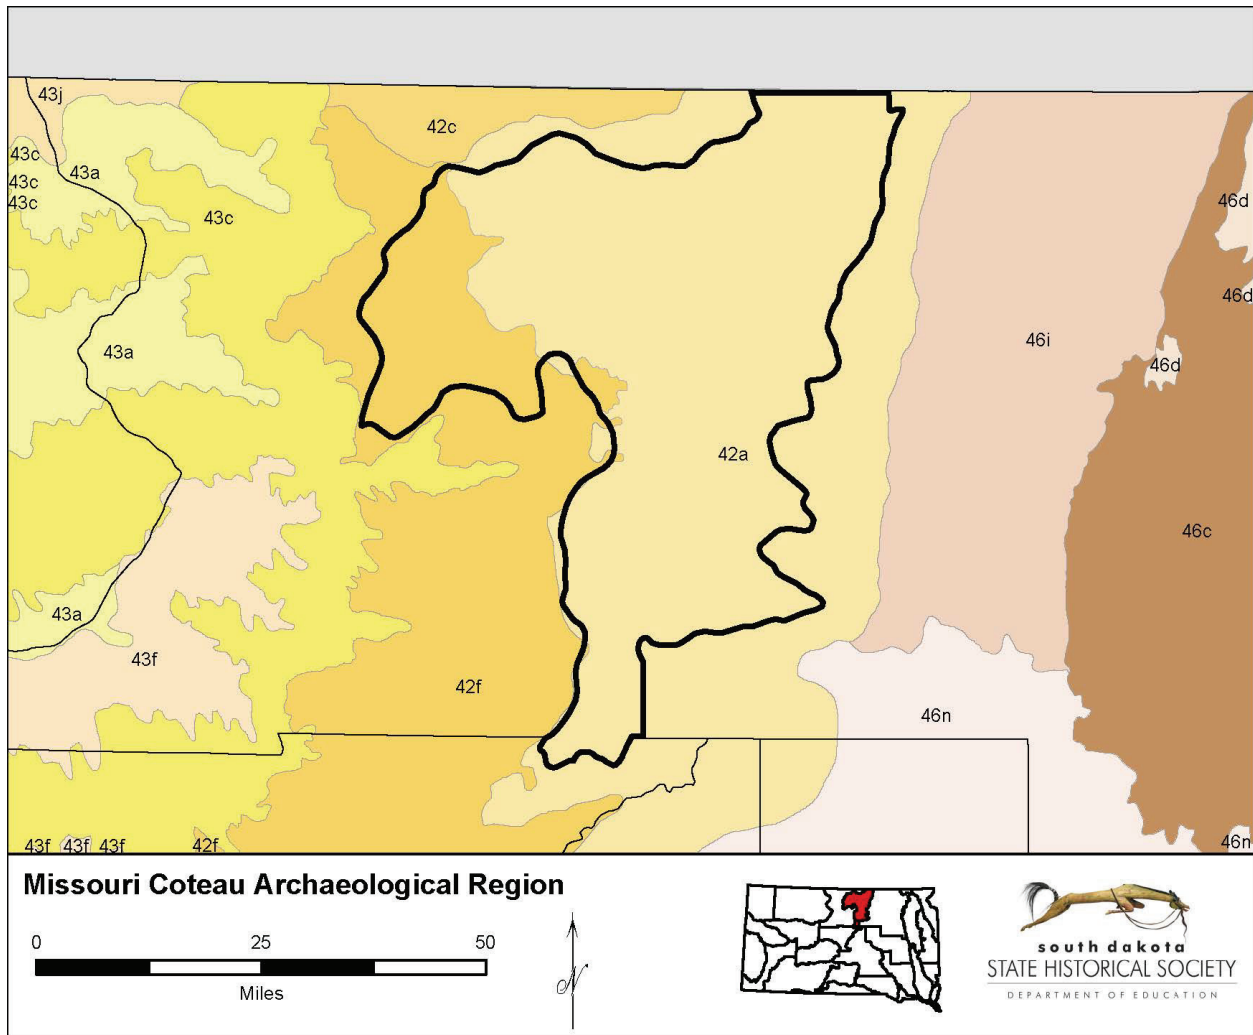 43j
42c
43c
43a
43c
43c
43c
46d
46d
46i
43a
46d
42a
46c
43a
43f
42f
46n
43f
43f
43f
42f
46n
Missouri Coteau Archaeological Region
0 25 50
Miles
N
south dakota
STATE HISTORICAL SOCIETY
DEPARTMENT OF EDUCATION